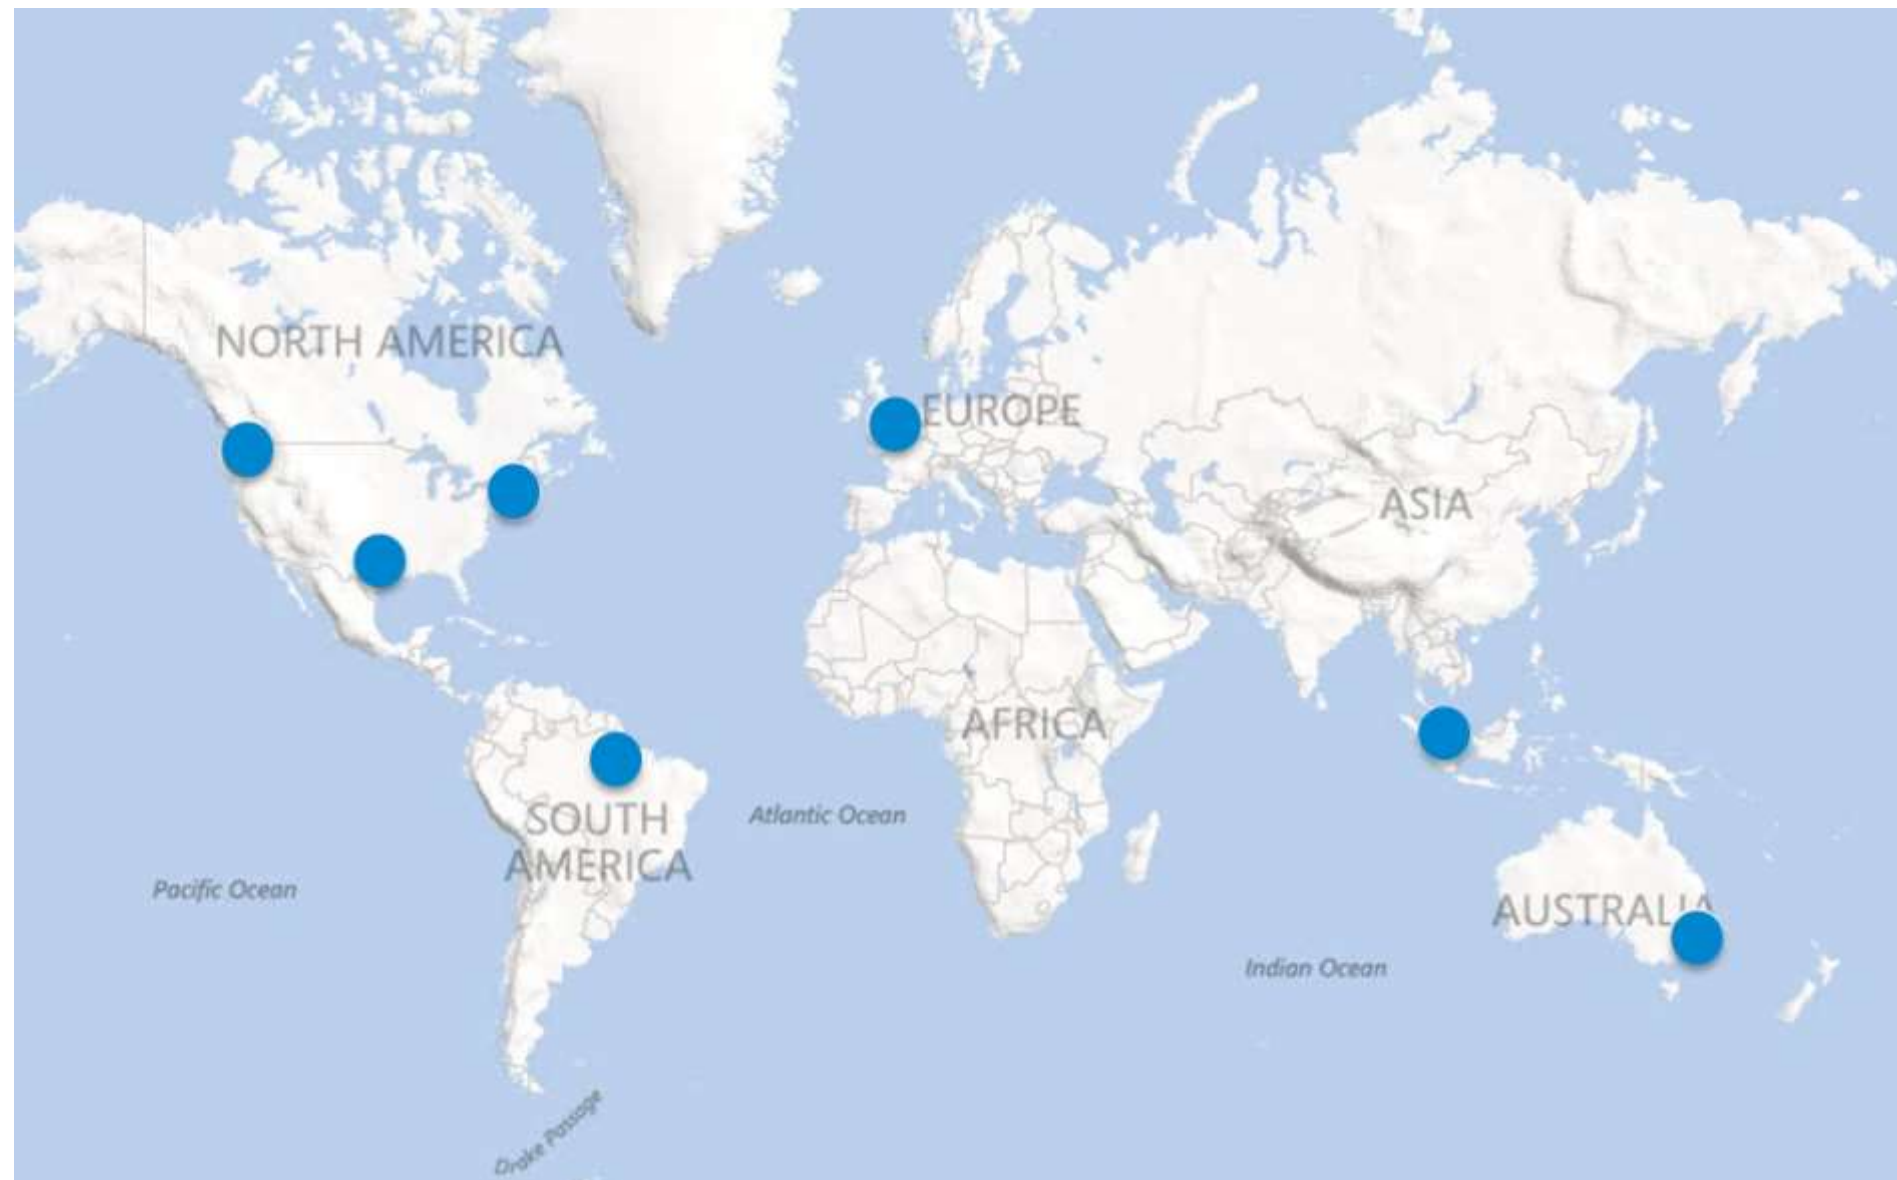 NORTH AMERICA
EUROPE
ASIA
AFRICA
SOUTH
AMERICA
Atlantic Ocean
Pacific Ocean
AUSTRALIA
Indian Ocean
Drake Passage